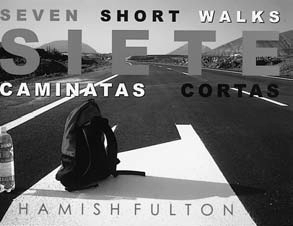 SEVEN SHORT WALKS
SIETE
CAMINATAS CORTAS
HAMISH FULTON